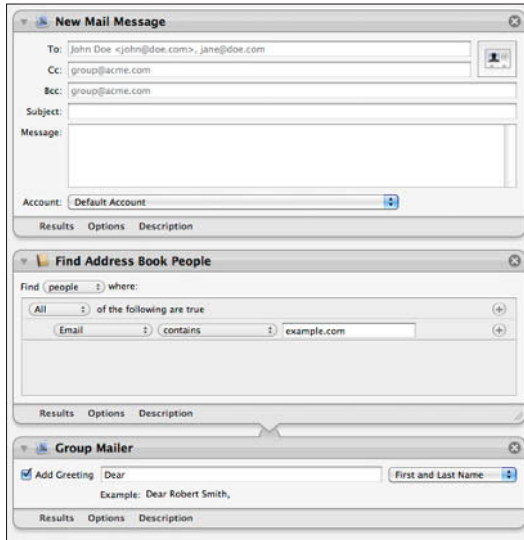 New Mail Message
To: John Doe <john@doe.com>, jane@doe.com
Cc: group@acme.com
Bcc: group@acme.com
Subject:
Message:
Account: Default Account
Results Options Description
Find Address Book People
Find people where:
All of the following are true
Email contains example.com
Results Options Description
Group Mailer
Add Greeting Dear First and Last Name
Example: Dear Robert Smith,
Results Options Description